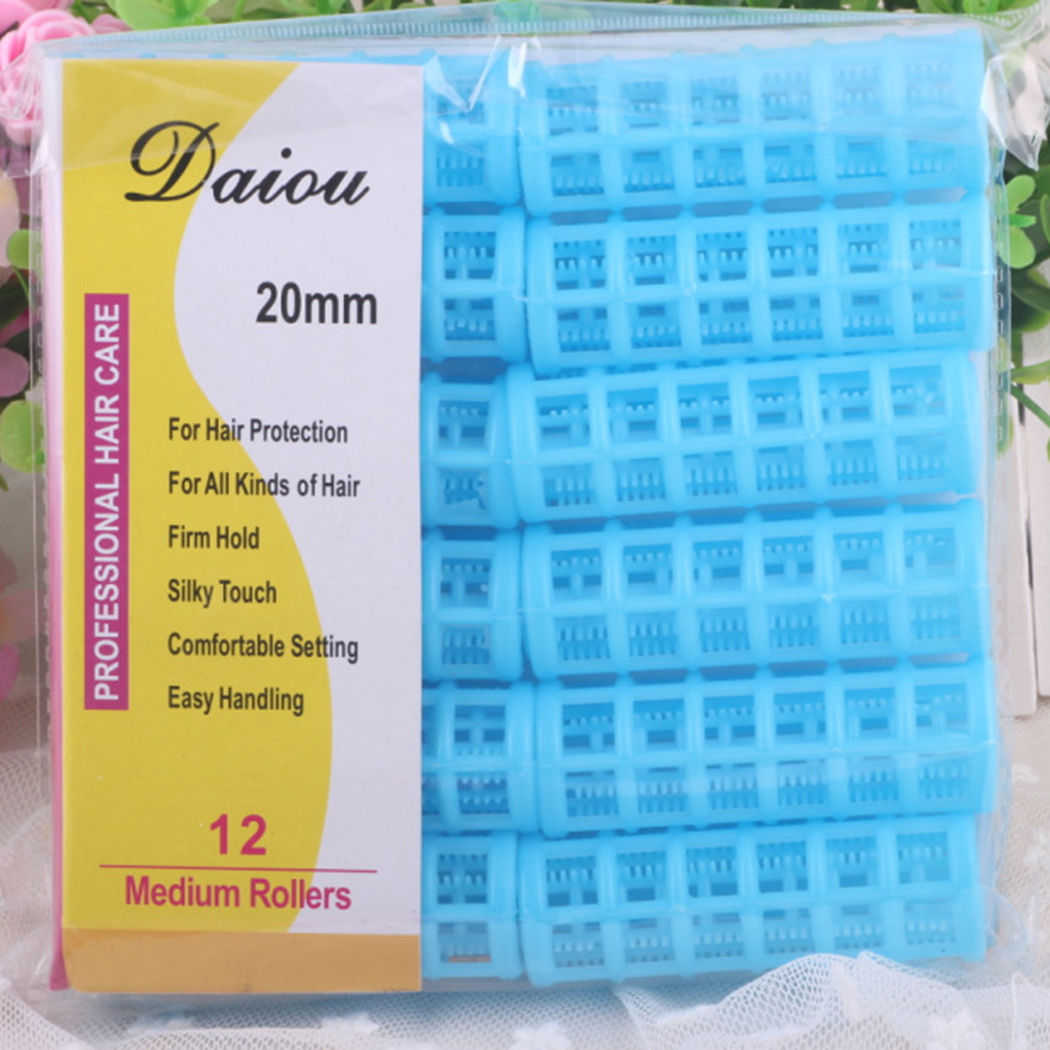 Daiou
20mm
PROFESSIONAL HAIR CARE
For Hair Protection
For All Kinds of Hair
Firm Hold
Silky Touch
Comfortable Setting
Easy Handling
12
Medium Rollers